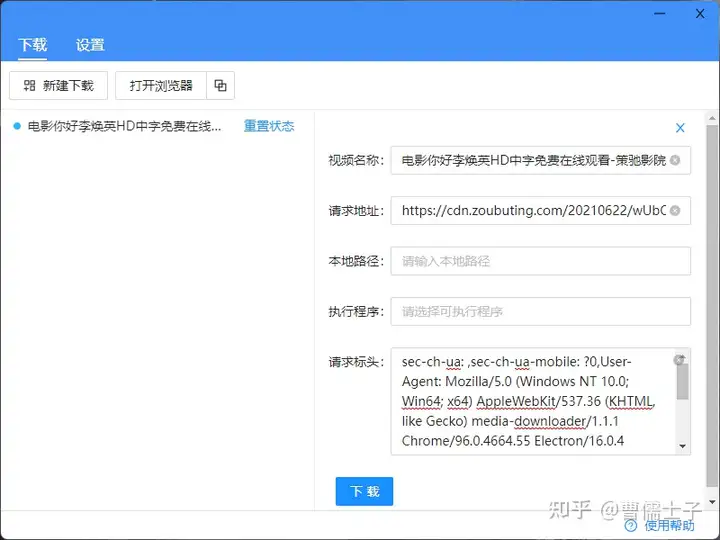 下载 设置
新建下载 打开浏览器
电影你好李焕英HD中字免费在线... 重置状态
视频名称: 电影你好李焕英HD中字免费在线观看-策驰影院
请求地址: https://cdn.zoubuting.com/20210622/wUbC
本地路径: 请输入本地路径
执行程序: 请选择可执行程序
请求标头: sec-ch-ua: ,sec-ch-ua-mobile: ?0,User-
Agent: Mozilla/5.0 (Windows NT 10.0;
Win64; x64) AppleWebKit/537.36 (KHTML,
like Gecko) media-downloader/1.1.1
Chrome/96.0.4664.55 Electron/16.0.4
下 载
知乎 @曹儒士子
使用帮助